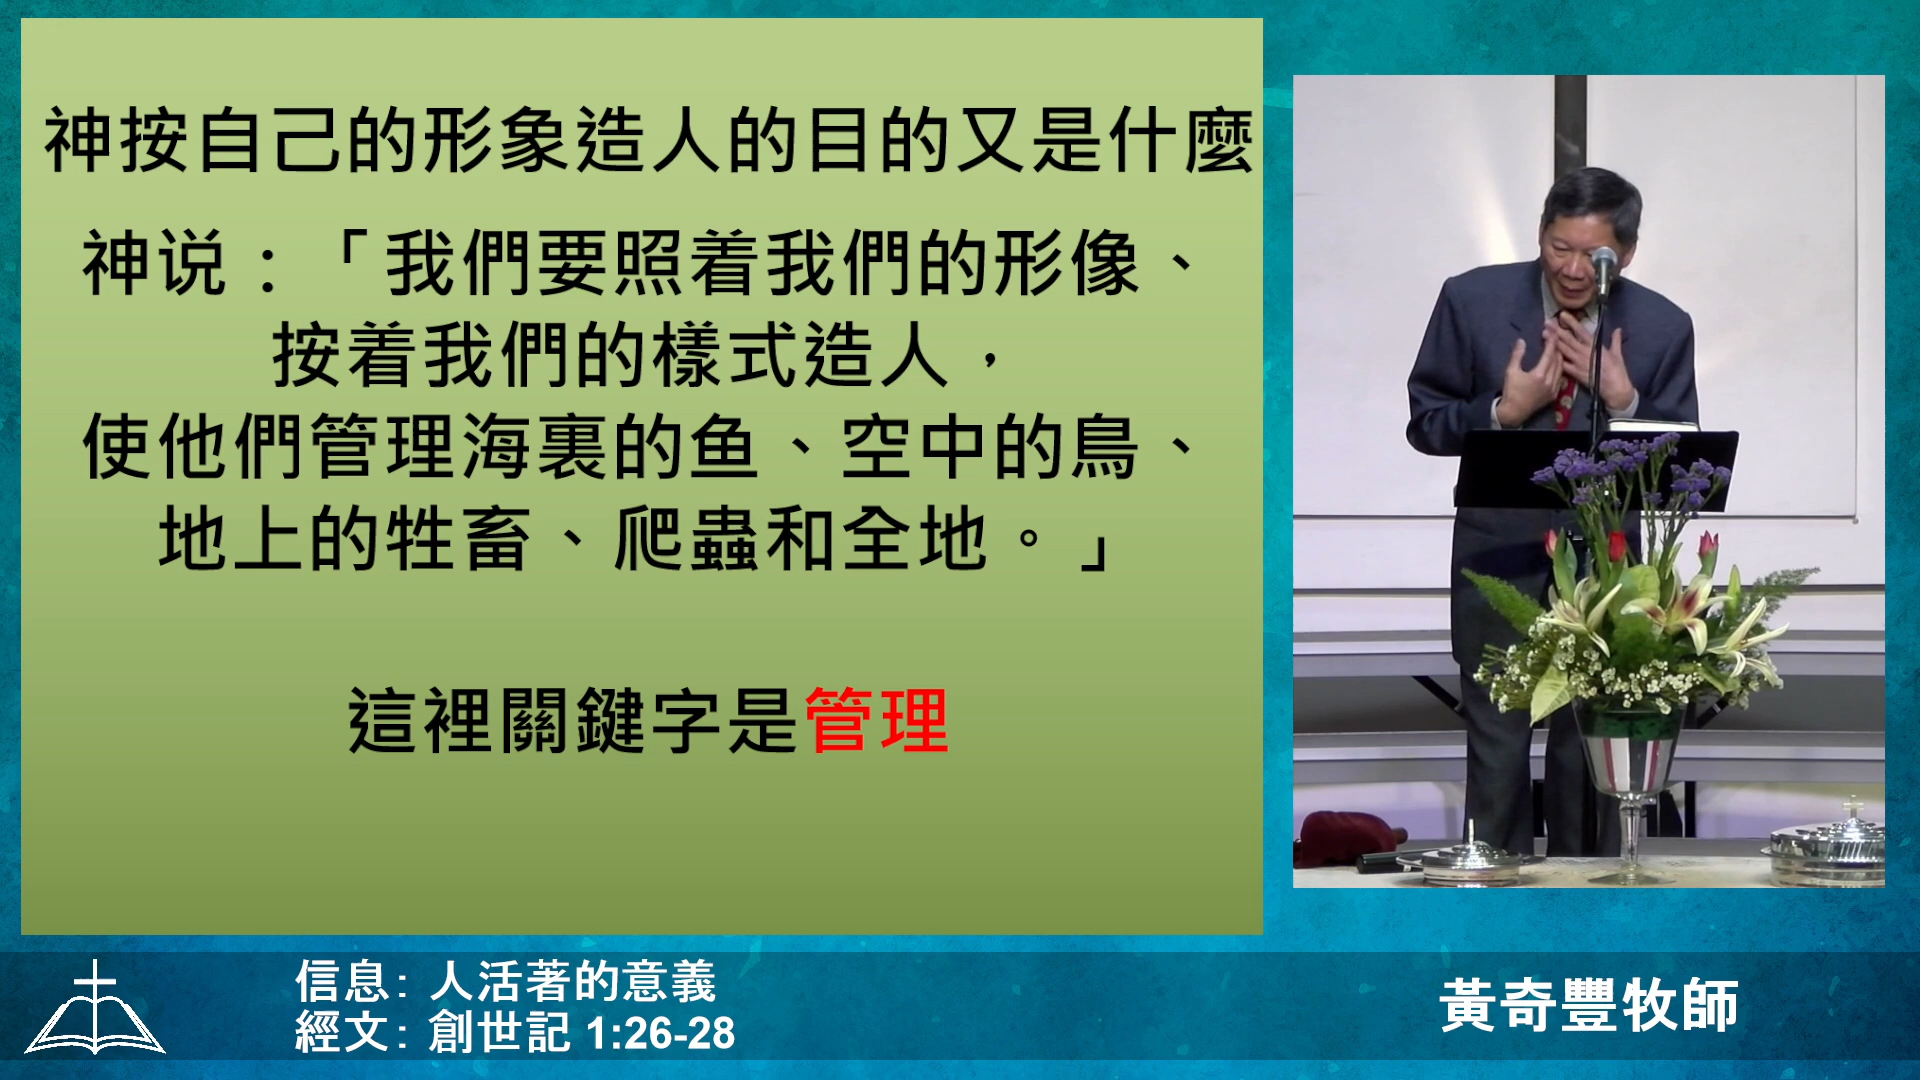 神按自己的形象造人的目的又是什麼
神说：「我們要照着我們的形像、
按着我們的樣式造人，
使他們管理海裏的鱼、空中的鳥、
地上的牲畜、爬蟲和全地。」
這裡關鍵字是管理
信息：人活著的意義
經文：創世記 1:26-28
黃奇豐牧師